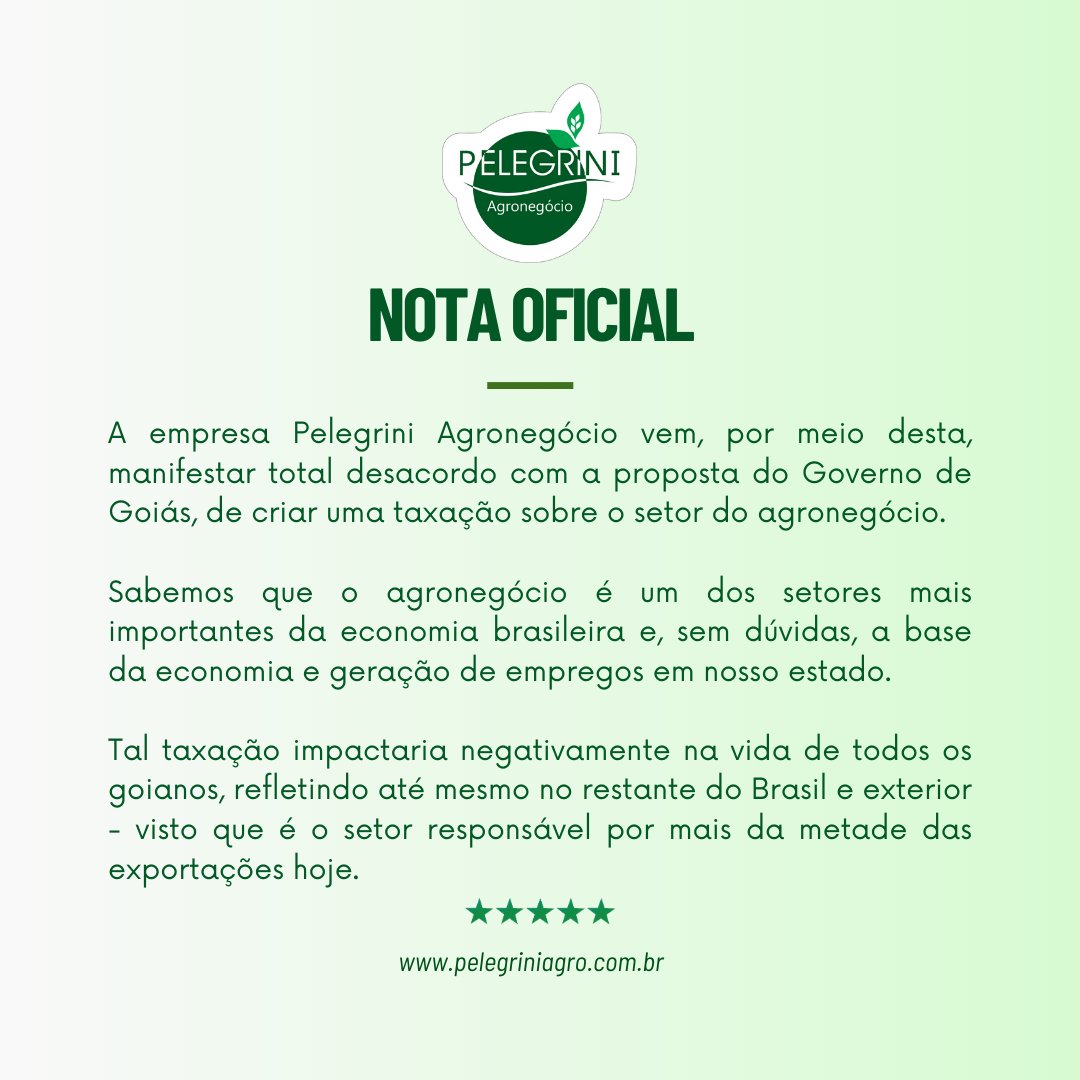 PELEGRINI
Agronegócio
NOTA OFICIAL
A empresa Pelegrini Agronegócio vem, por meio desta,
manifestar total desacordo com a proposta do Governo de
Goiás, de criar uma taxação sobre o setor do agronegócio.
Sabemos que o agronegócio é um dos setores mais
importantes da economia brasileira e, sem dúvidas, a base
da economia e geração de empregos em nosso estado.
Tal taxação impactaria negativamente na vida de todos os
goianos, refletindo até mesmo no restante do Brasil e exterior
- visto que é o setor responsável por mais da metade das
exportações hoje.
www.pelegriniagro.com.br